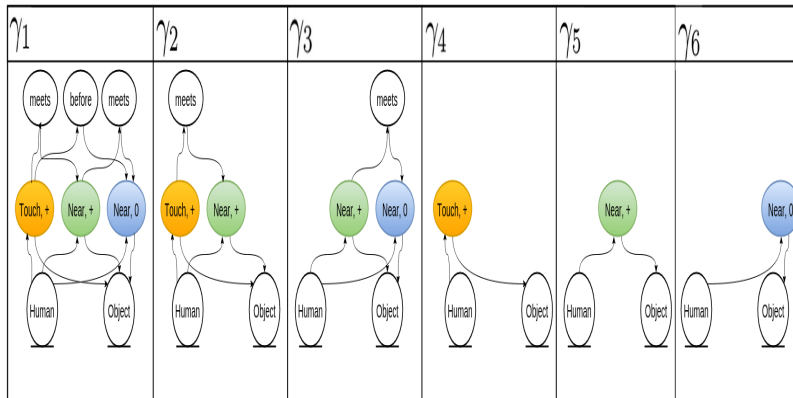 γ1 γ2 γ3 γ4 γ5 γ6
meets before meets meets meets
Touch, + Near, + Near, 0 Touch, + Near, + Near, + Near, 0 Touch, + Near, + Near, 0
Human Object Human Object Human Object Human Object Human Object Human Object